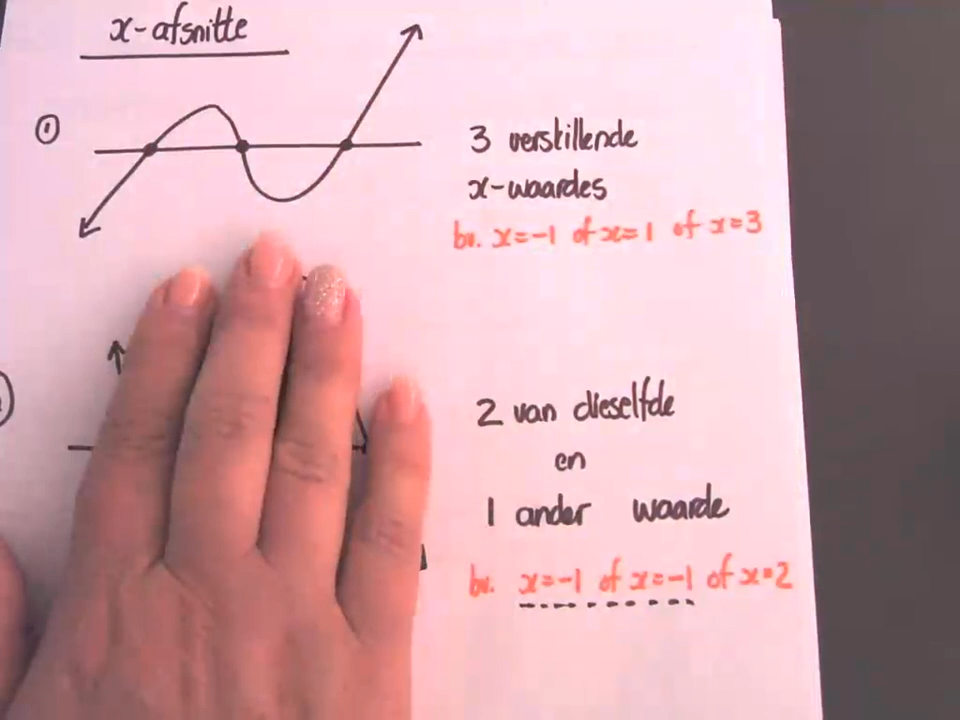 x-afsnitte
① 3 verskillende
x-waardes
bv. x=-1 of x=1 of x=3
2 van dieselfde
en
1 ander waarde
bv. x=-1 of x=-1 of x=2